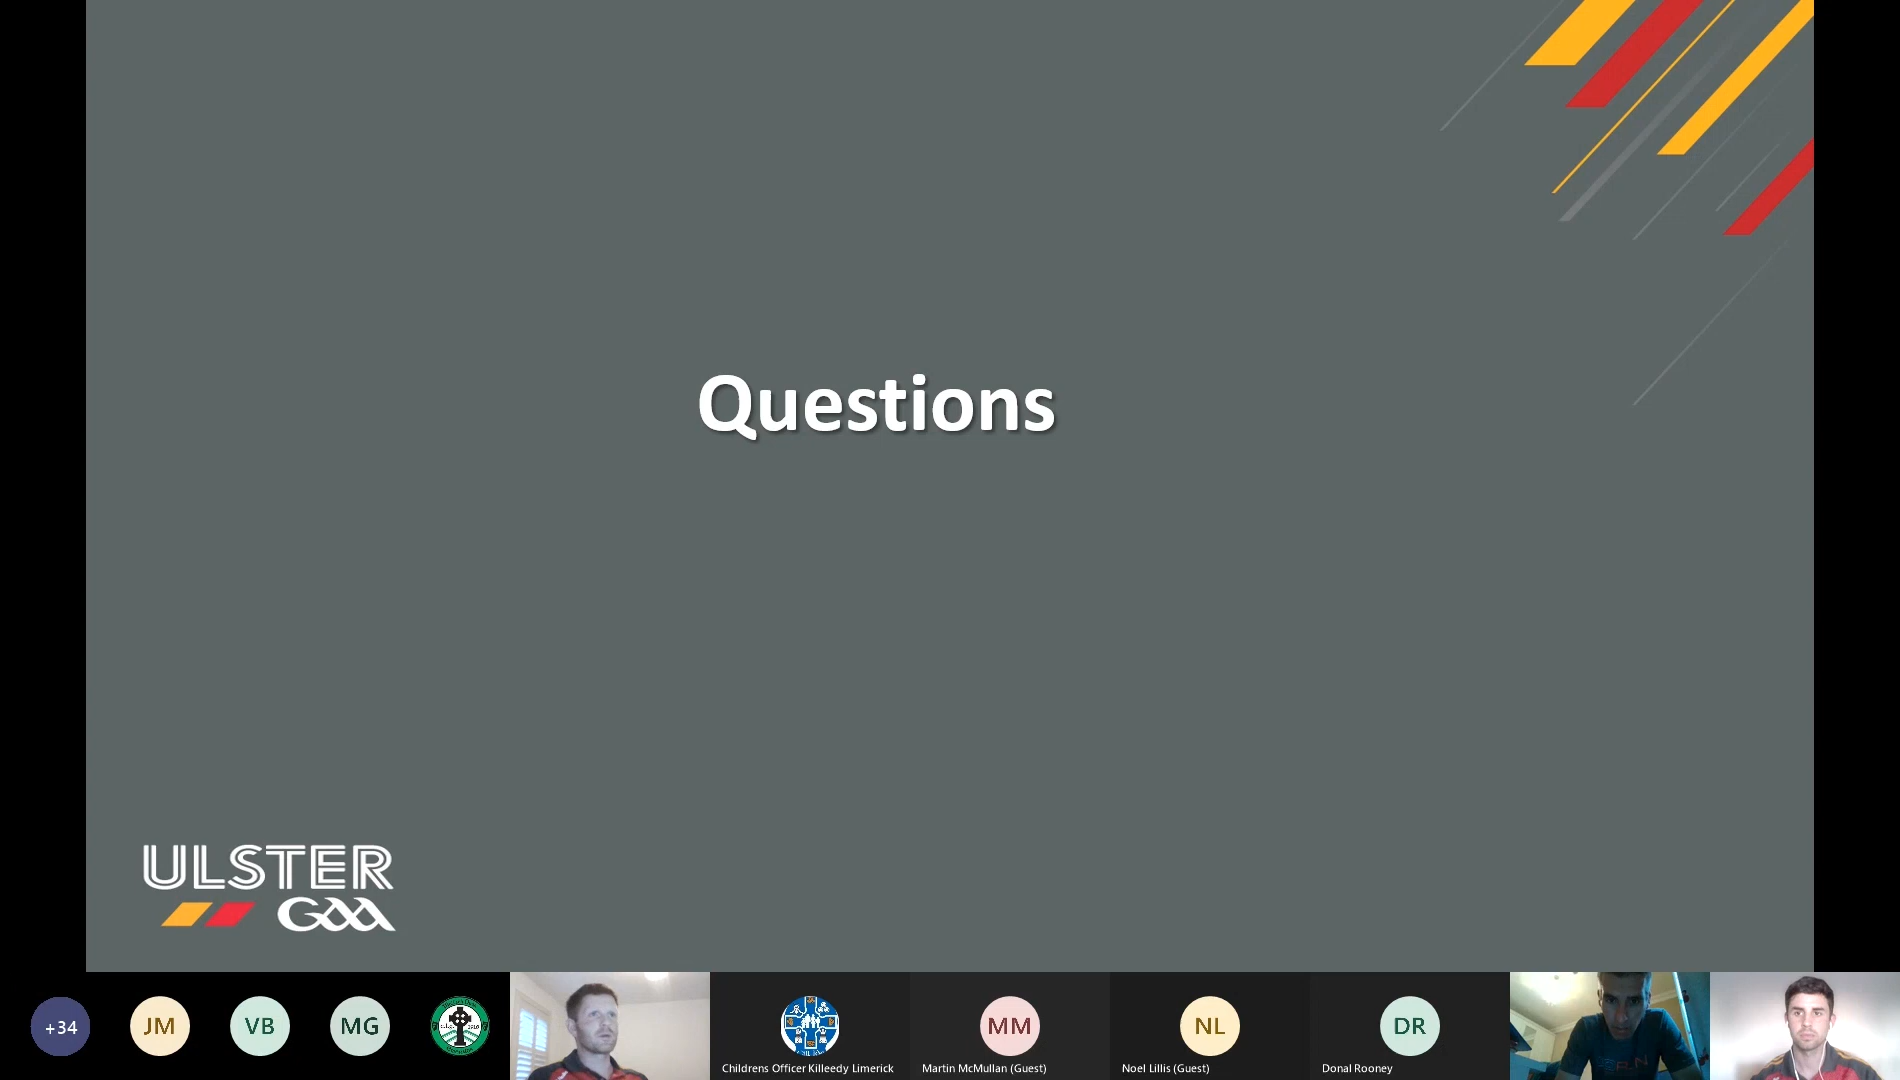 Questions
ULSTER
GAA
+34
JM
VB
MG
MM
NL
DR
Childrens Officer Killeedy Limerick
Martin McMullan (Guest)
Noel Lillis (Guest)
Donal Rooney